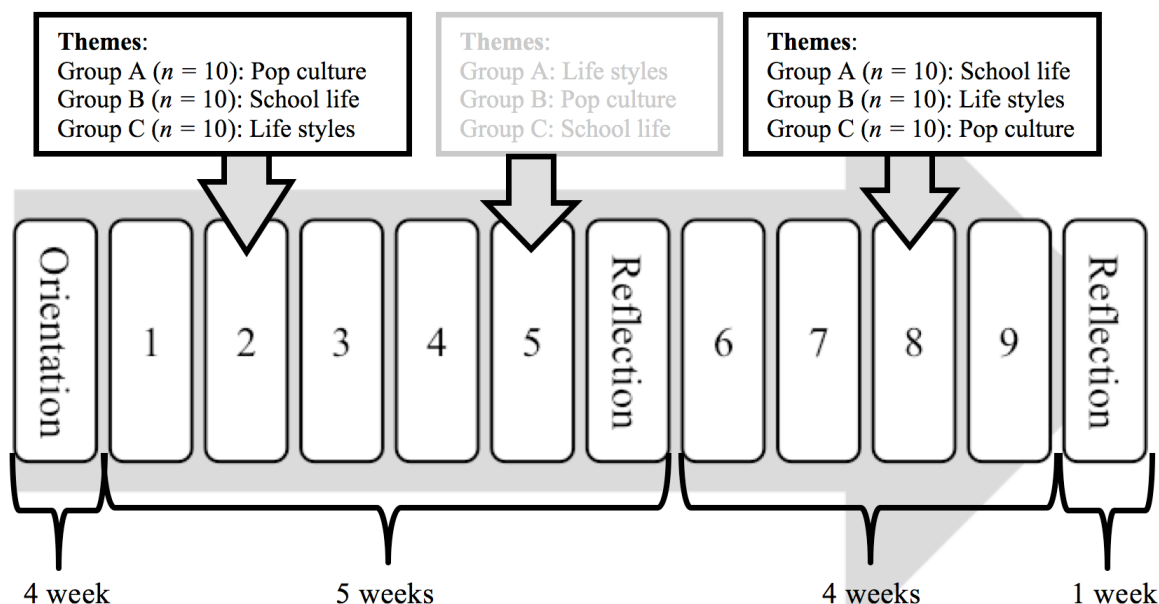 Themes:
Group A (n = 10): Pop culture
Group B (n = 10): School life
Group C (n = 10): Life styles
Themes:
Group A: Life styles
Group B: Pop culture
Group C: School life
Themes:
Group A (n = 10): School life
Group B (n = 10): Life styles
Group C (n = 10): Pop culture
Orientation
1
2
3
4
5
Reflection
6
7
8
9
Reflection
4 week
5 weeks
4 weeks
1 week